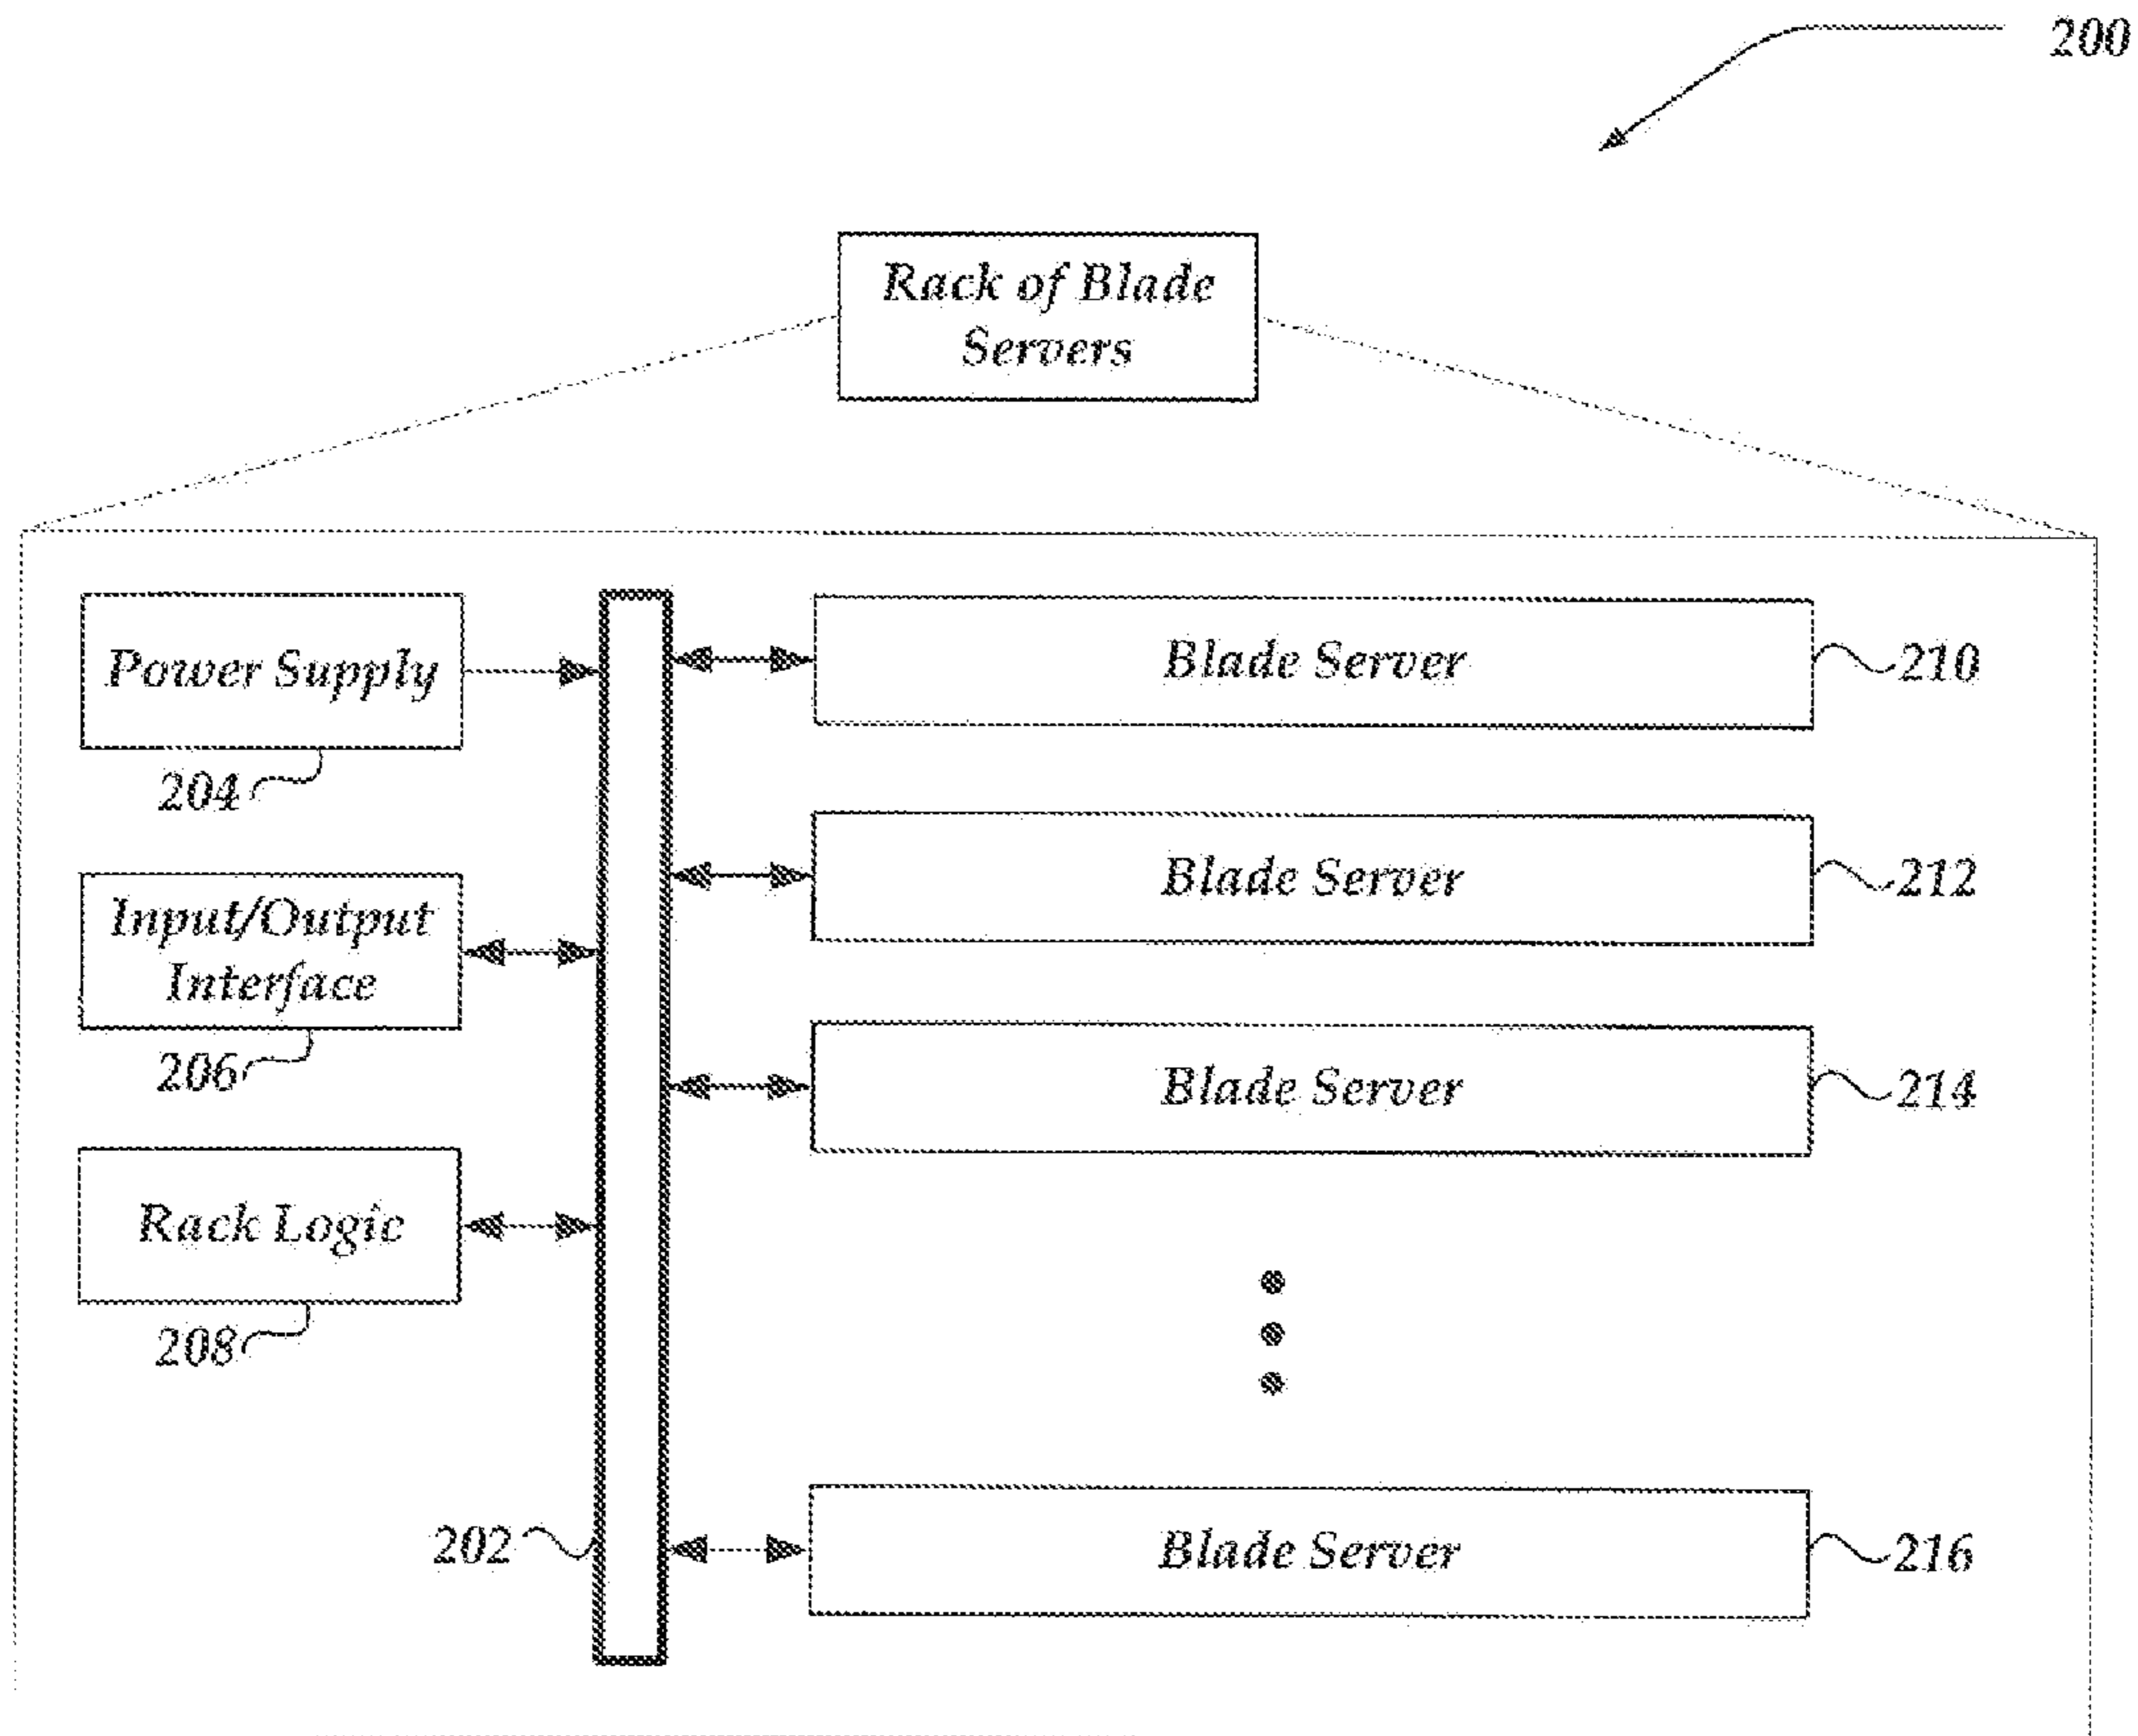 200
Rack of Blade
Servers
Power Supply
204
Input/Output
Interface
206
Rack Logic
208
202
Blade Server
210
Blade Server
212
Blade Server
214
Blade Server
216